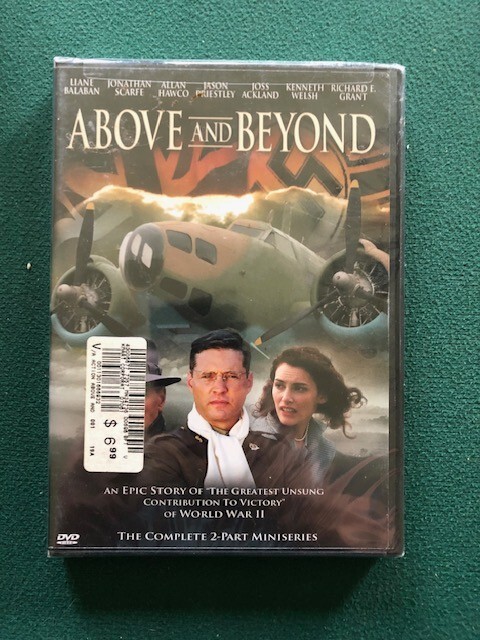 LIANE BALABAN JONATHAN SCARFE ALLAN HAWCO JASON PRIESTLEY JOSS ACKLAND KENNETH WELSH RICHARD E. GRANT
ABOVE AND BEYOND
$ 6.99
AN EPIC STORY OF "THE GREATEST UNSUNG
CONTRIBUTION TO VICTORY"
OF WORLD WAR II
DVD
THE COMPLETE 2-PART MINISERIES